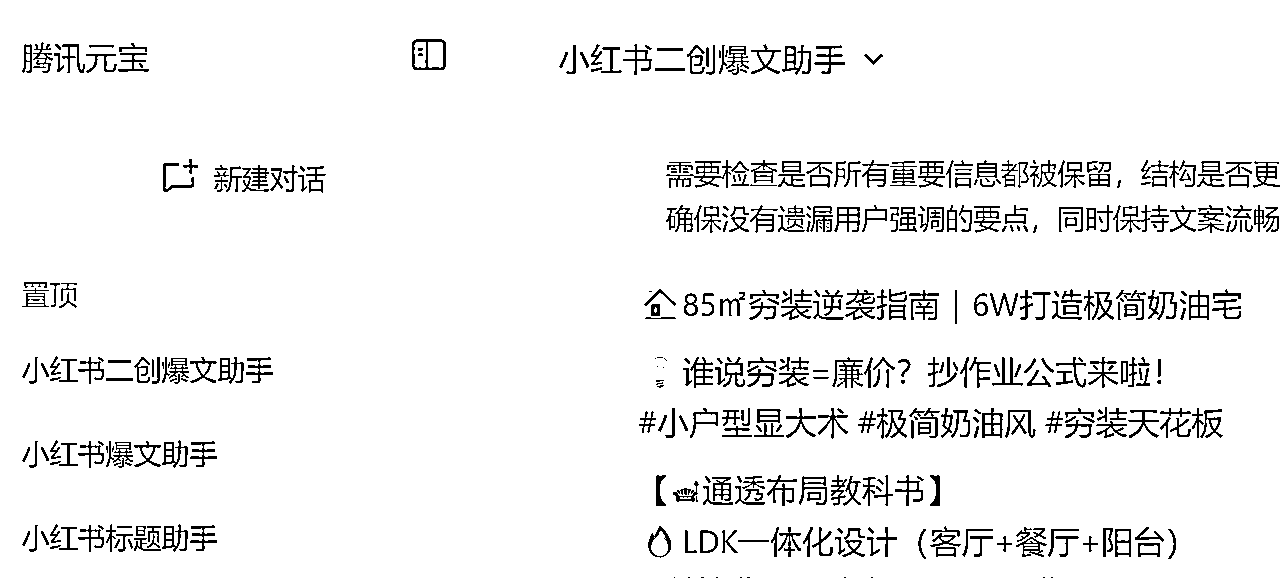 腾讯元宝
小红书二创爆文助手
新建对话
置顶
小红书二创爆文助手
小红书爆文助手
小红书标题助手
需要检查是否所有重要信息都被保留，结构是否更
确保没有遗漏用户强调的要点，同时保持文案流畅
🏠85㎡穷装逆袭指南｜6W打造极简奶油宅
💡谁说穷装=廉价？抄作业公式来啦！
#小户型显大术 #极简奶油风 #穷装天花板
【🛋️通透布局教科书】
🔥 LDK一体化设计（客厅+餐厅+阳台）